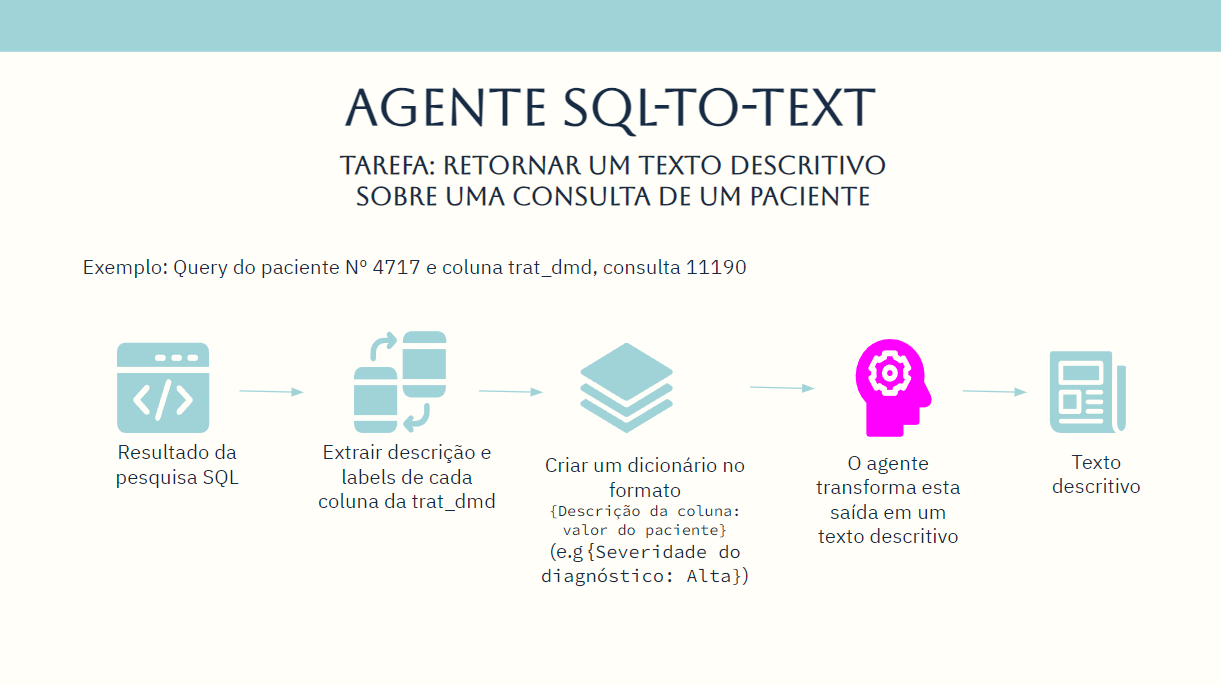 AGENTE SQL-TO-TEXT
TAREFA: RETORNAR UM TEXTO DESCRITIVO
SOBRE UMA CONSULTA DE UM PACIENTE
Exemplo: Query do paciente Nº 4717 e coluna trat_dmd, consulta 11190
Resultado da
pesquisa SQL
Extrair descrição e
labels de cada
coluna da trat_dmd
Criar um dicionário no
formato
{Descrição da coluna:
valor do paciente}
(e.g {Severidade do
diagnóstico: Alta})
O agente
transforma esta
saída em um
texto descritivo
Texto
descritivo